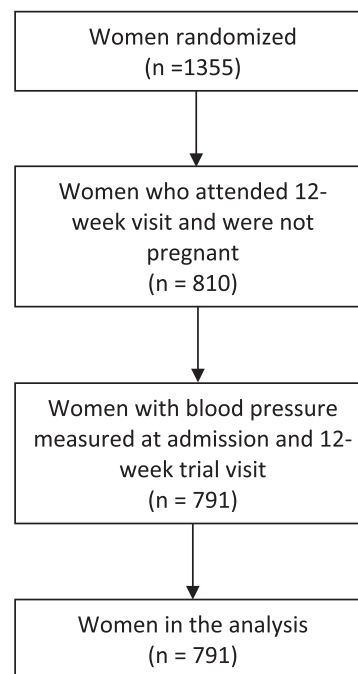 Women randomized
(n =1355)
Women who attended 12-
week visit and were not
pregnant
(n = 810)
Women with blood pressure
measured at admission and 12-
week trial visit
(n = 791)
Women in the analysis
(n = 791)